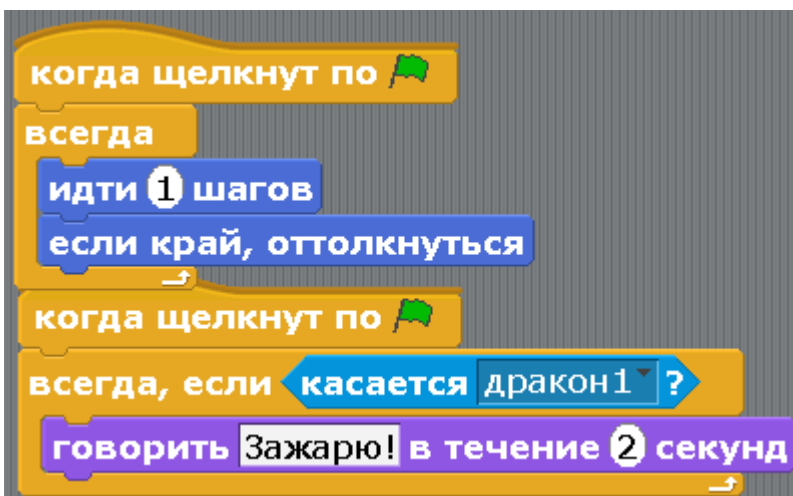 когда щелкнут по
всегда
идти 1 шагов
если край, оттолкнуться
когда щелкнут по
всегда, если касается дракон1 ?
говорить Зажарю! в течение 2 секунд